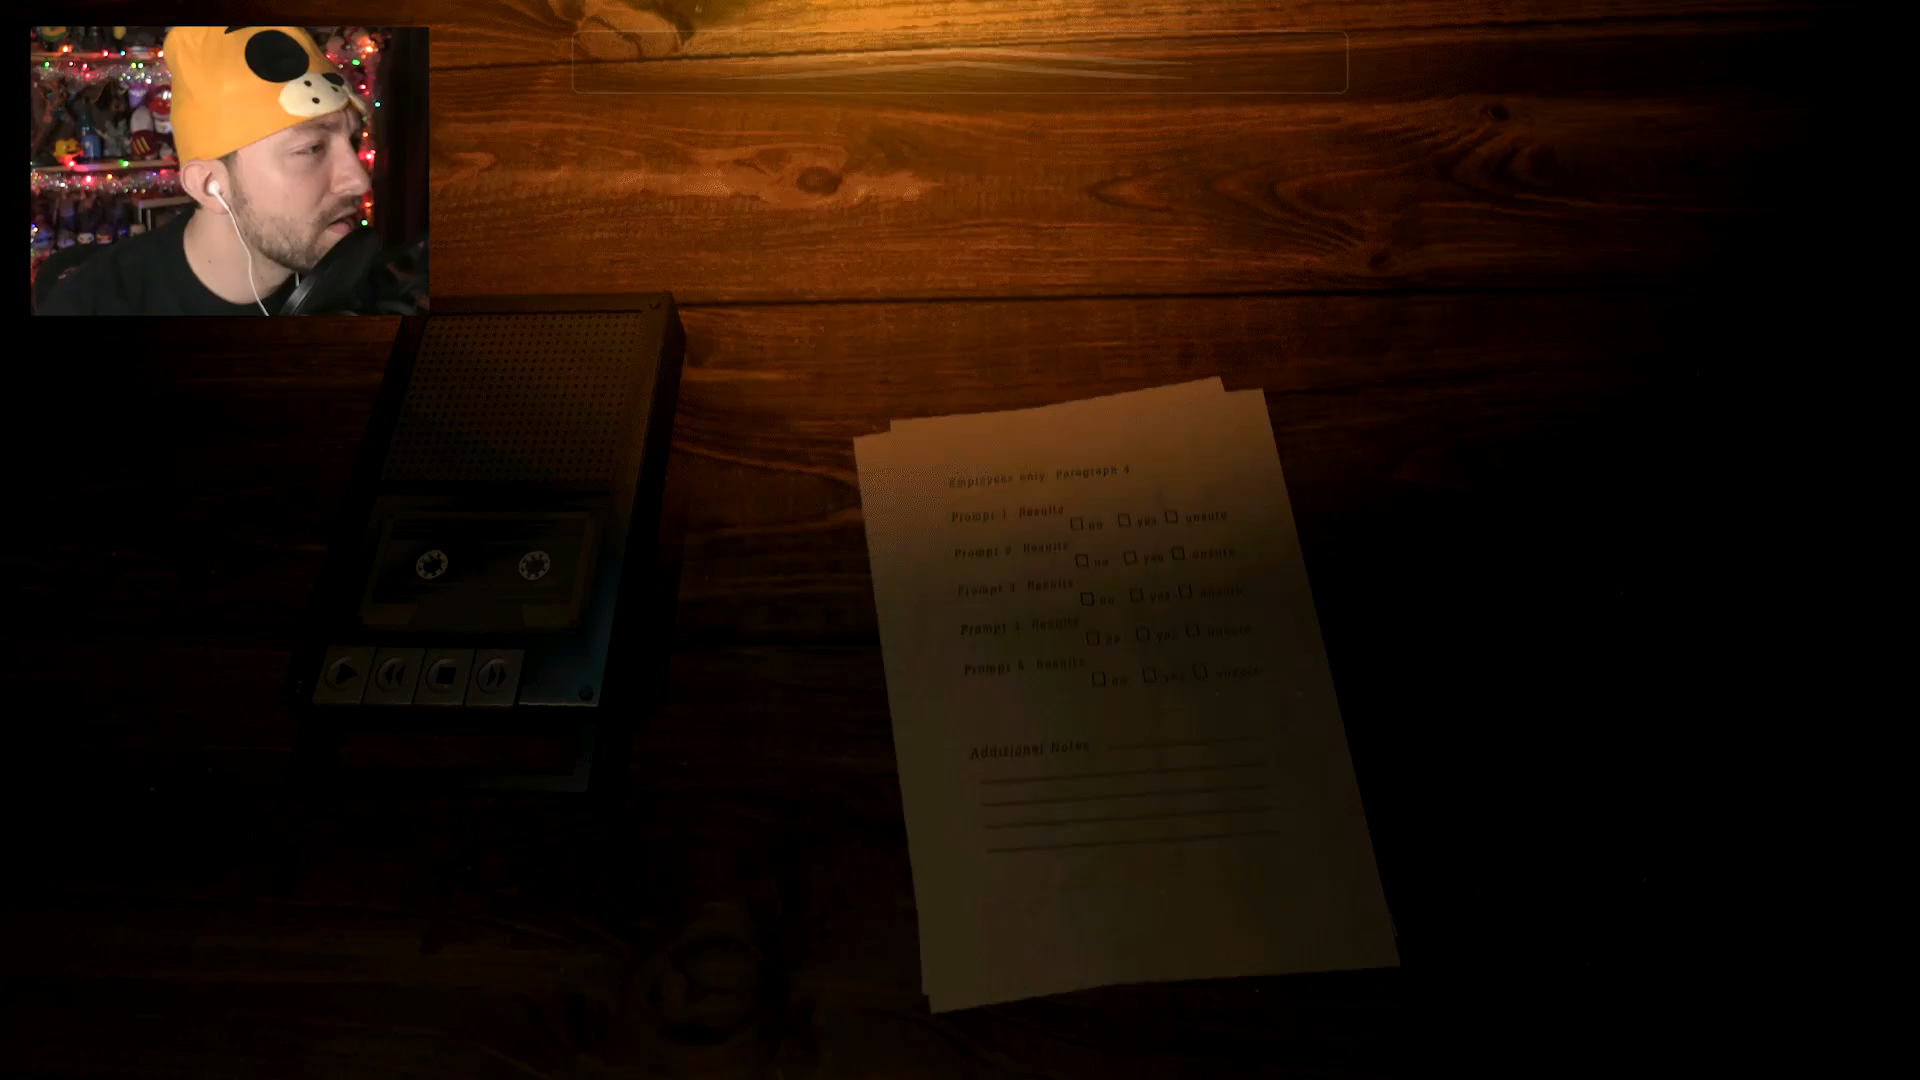 Employees only Paragraph 4
Prompt 1 Results no yes unsure
Prompt 2 Results no yes unsure
Prompt 3 Results no yes unsure
Prompt 4 Results no yes unsure
Prompt 5 Results no yes unsure
Additional Notes